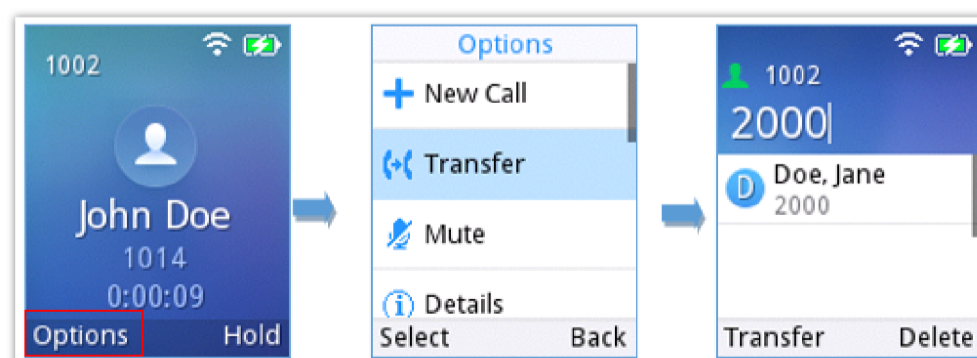 1002
John Doe
1014
0:00:09
Options Hold
Options
New Call
Transfer
Mute
Details
Select Back
1002
2000
D Doe, Jane
2000
Transfer Delete